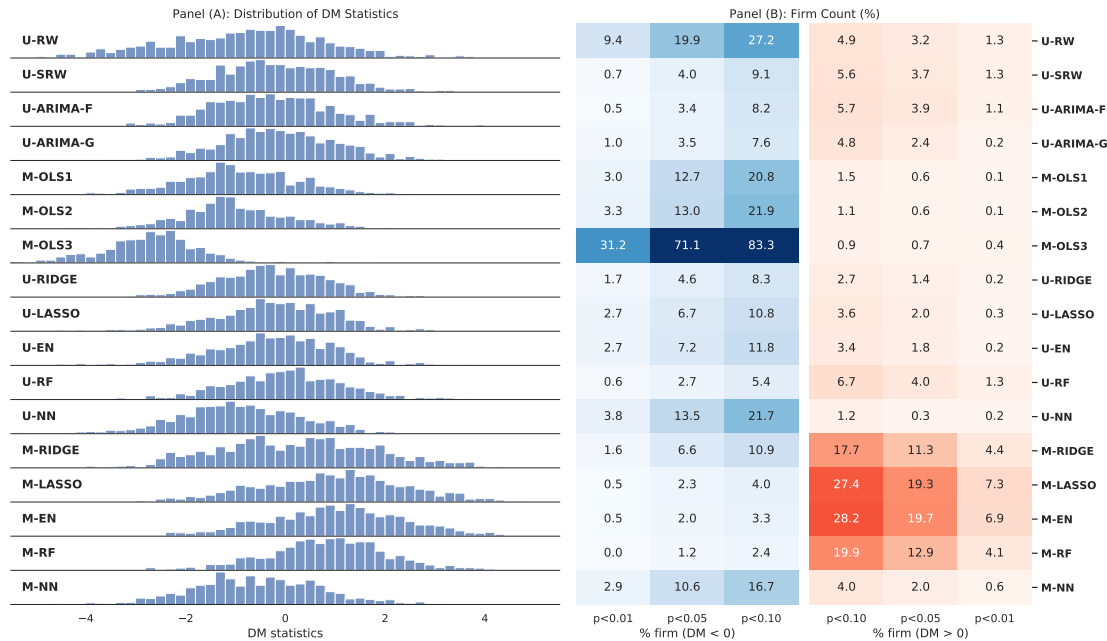 Panel (A): Distribution of DM Statistics
Panel (B): Firm Count (%)
U-RW 9.4 19.9 27.2 4.9 3.2 1.3 U-RW
U-SRW 0.7 4.0 9.1 5.6 3.7 1.3 U-SRW
U-ARIMA-F 0.5 3.4 8.2 5.7 3.9 1.1 U-ARIMA-F
U-ARIMA-G 1.0 3.5 7.6 4.8 2.4 0.2 U-ARIMA-G
M-OLS1 3.0 12.7 20.8 1.5 0.6 0.1 M-OLS1
M-OLS2 3.3 13.0 21.9 1.1 0.6 0.1 M-OLS2
M-OLS3 31.2 71.1 83.3 0.9 0.7 0.4 M-OLS3
U-RIDGE 1.7 4.6 8.3 2.7 1.4 0.2 U-RIDGE
U-LASSO 2.7 6.7 10.8 3.6 2.0 0.3 U-LASSO
U-EN 2.7 7.2 11.8 3.4 1.8 0.2 U-EN
U-RF 0.6 2.7 5.4 6.7 4.0 1.3 U-RF
U-NN 3.8 13.5 21.7 1.2 0.3 0.2 U-NN
M-RIDGE 1.6 6.6 10.9 17.7 11.3 4.4 M-RIDGE
M-LASSO 0.5 2.3 4.0 27.4 19.3 7.3 M-LASSO
M-EN 0.5 2.0 3.3 28.2 19.7 6.9 M-EN
M-RF 0.0 1.2 2.4 19.9 12.9 4.1 M-RF
M-NN 2.9 10.6 16.7 4.0 2.0 0.6 M-NN
−4 −2 0 2 4 p<0.01 p<0.05 p<0.10 p<0.10 p<0.05 p<0.01
DM statistics % firm (DM < 0) % firm (DM > 0)